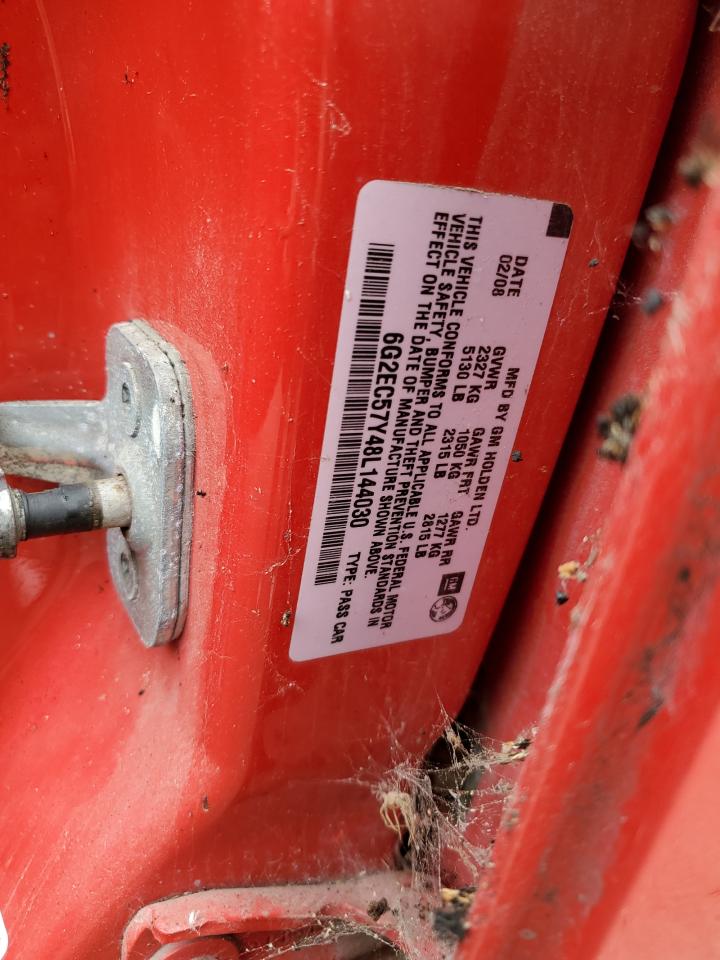 MFD BY GM HOLDEN LTD.
DATE GVWR GAWR FRT GAWR RR
02/08 2327 KG 1050 KG 1277 KG
5130 LB 2315 LB 2815 LB
THIS VEHICLE CONFORMS TO ALL APPLICABLE U.S. FEDERAL MOTOR
VEHICLE SAFETY, BUMPER AND THEFT PREVENTION STANDARDS IN
EFFECT ON THE DATE OF MANUFACTURE SHOWN ABOVE.
6G2EC57Y48L144030 TYPE: PASS CAR
GM